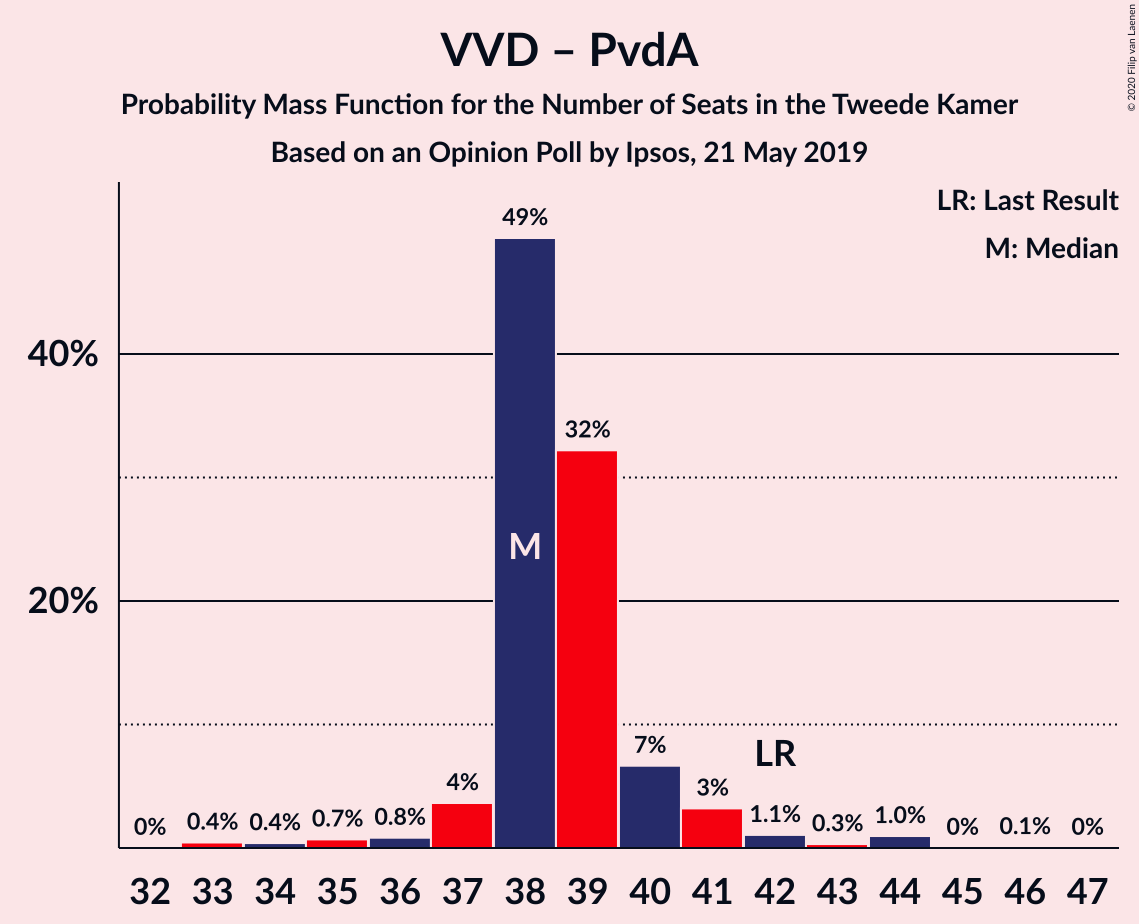 VVD – PvdA
Probability Mass Function for the Number of Seats in the Tweede Kamer
Based on an Opinion Poll by Ipsos, 21 May 2019
© 2020 Filip van Laenen
LR: Last Result
M: Median
49%
40%
32%
M
20%
LR
7%
4%
3%
0% 0.4% 0.4% 0.7% 0.8% 1.1% 0.3% 1.0% 0% 0.1% 0%
32 33 34 35 36 37 38 39 40 41 42 43 44 45 46 47